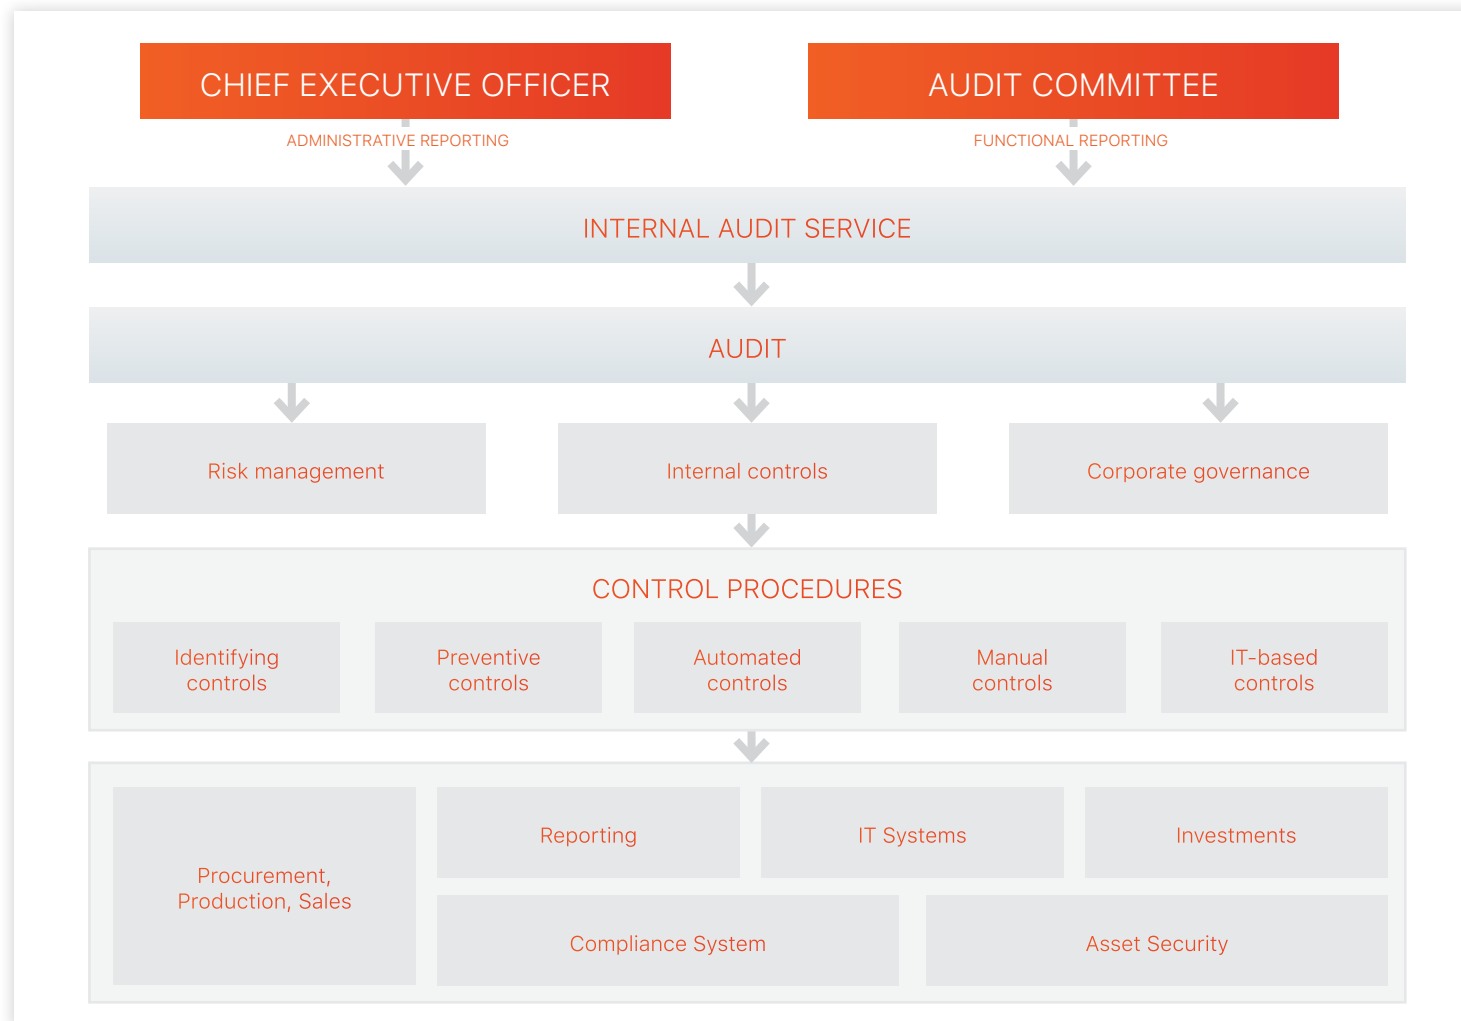 CHIEF EXECUTIVE OFFICER
AUDIT COMMITTEE
ADMINISTRATIVE REPORTING
FUNCTIONAL REPORTING
INTERNAL AUDIT SERVICE
AUDIT
Risk management
Internal controls
Corporate governance
CONTROL PROCEDURES
Identifying
controls
Preventive
controls
Automated
controls
Manual
controls
IT-based
controls
Procurement,
Production, Sales
Reporting
IT Systems
Investments
Compliance System
Asset Security